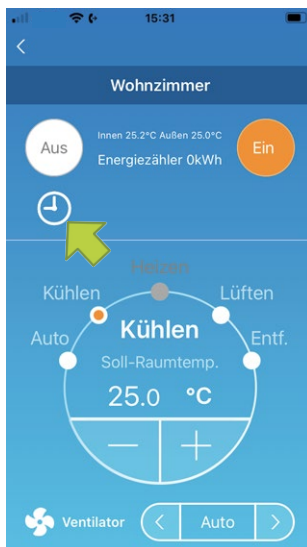 15:31
Wohnzimmer
Innen 25.2°C Außen 25.0°C
Aus
Energiezähler 0kWh
Ein
Heizen
Kühlen
Lüften
Auto
Kühlen
Entf.
Soll-Raumtemp.
25.0 °C
Ventilator
Auto